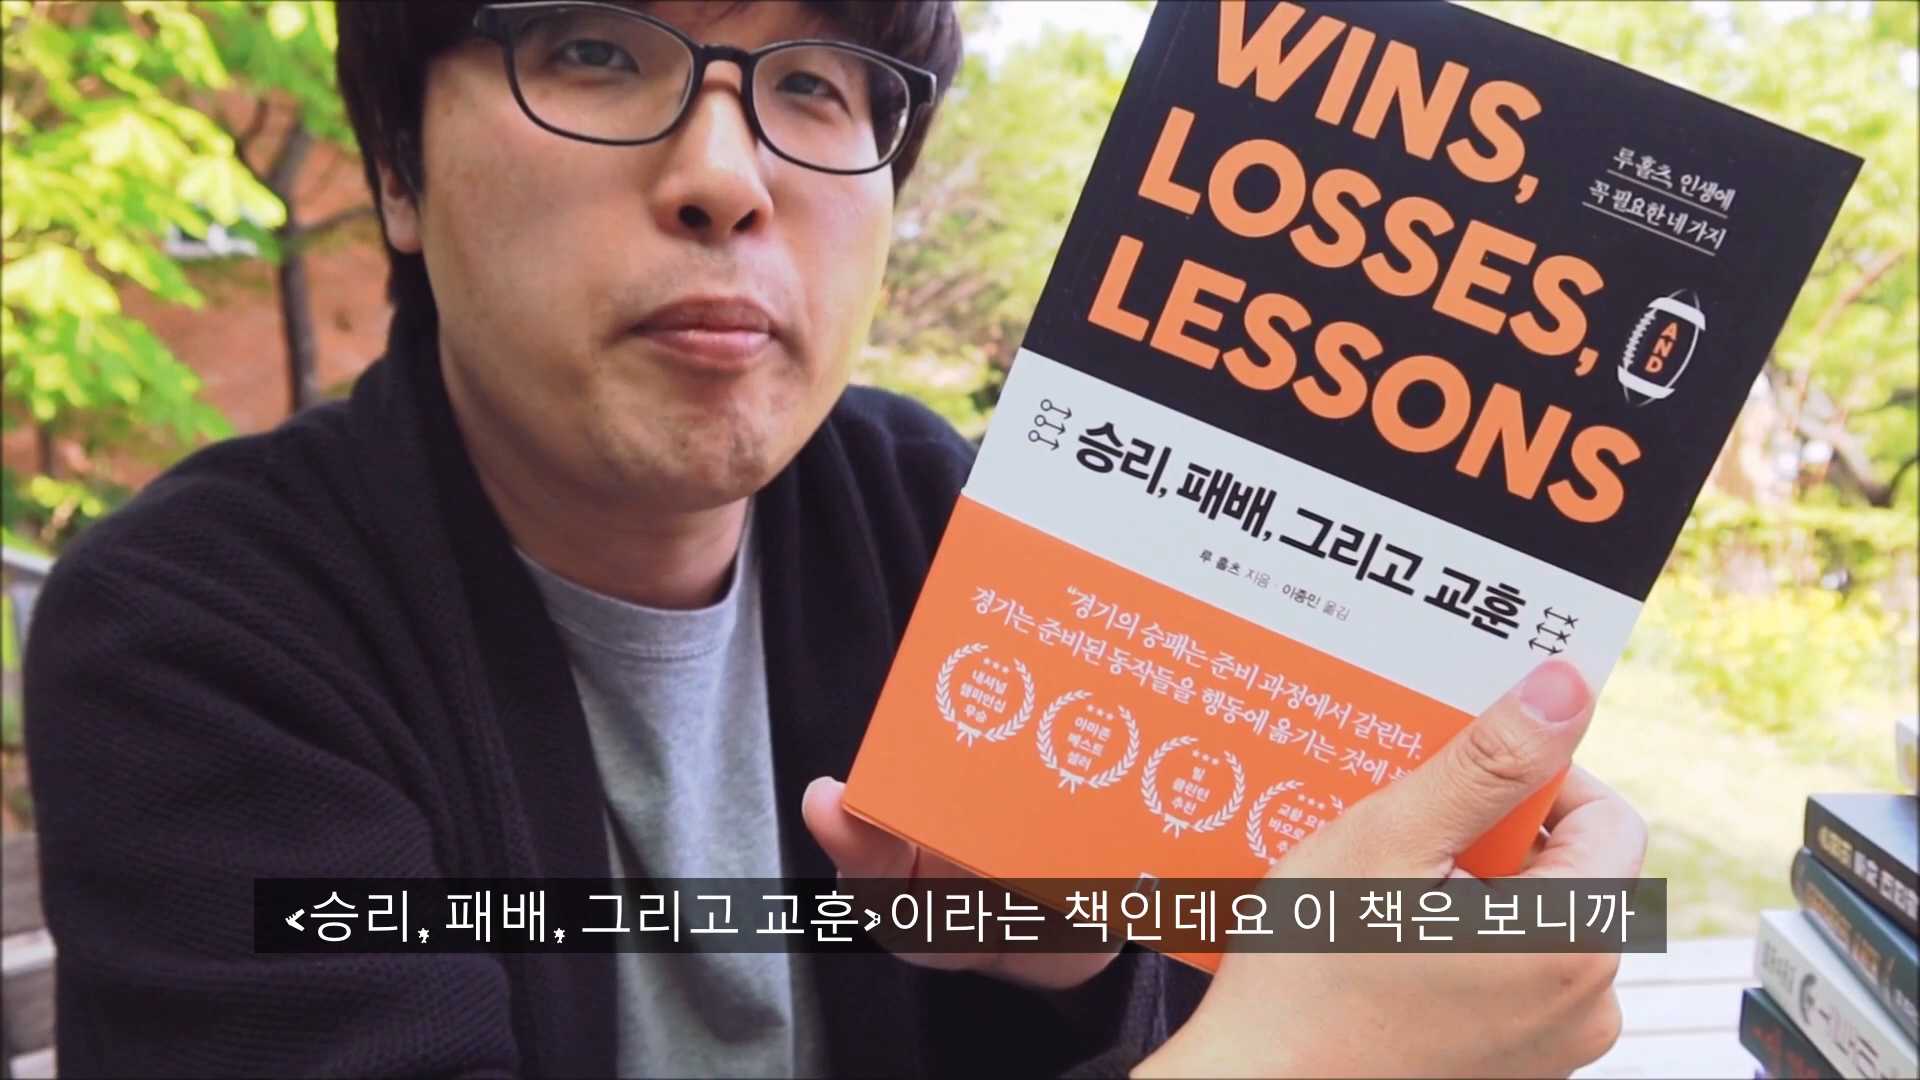 WINS,
LOSSES,
AND
LESSONS
루 홀츠, 인생에
꼭 필요한 네 가지
승리, 패배, 그리고 교훈
루 홀츠 지음 · 이종민 옮김
“경기의 승패는 준비 과정에서 갈린다.
경기는 준비된 동작들을 행동에 옮기는 것에
내셔널
챔피언십
우승
아마존
베스트
셀러
빌
클린턴
추천
<승리, 패배, 그리고 교훈>이라는 책인데요 이 책은 보니까